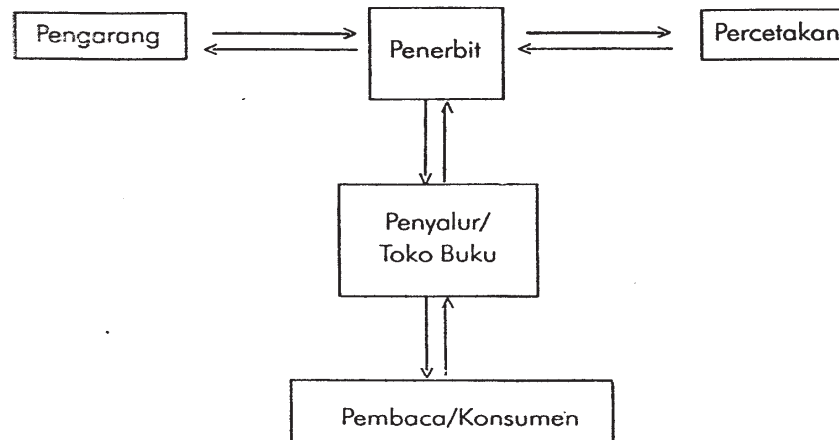 Pengarang
Penerbit
Percetakan
Penyalur/
Toko Buku
Pembaca/Konsumen